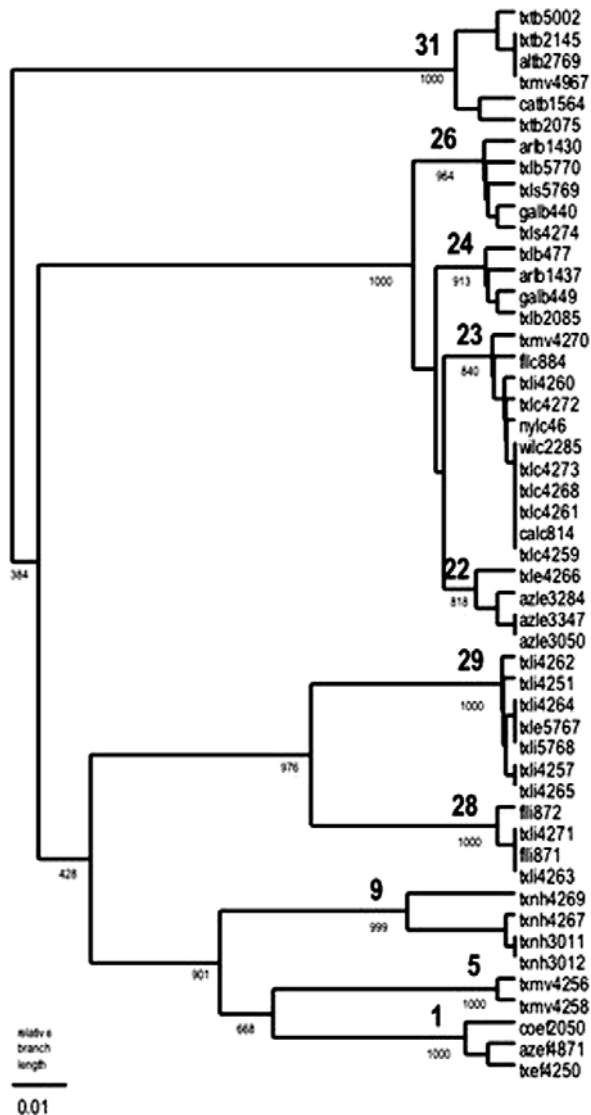 txtb5002
31
txtb2145
altb2769
1000
txmv4967
catb1564
txtb2075
26
arlb1430
964
txlb5770
txls5769
galb440
txls4274
24
txlb477
1000
913
arlb1437
galb449
txlb2085
23
txmv4270
840
fllc884
txli4260
txlc4272
nylc46
wilc2285
txlc4273
txlc4268
txlc4261
calc814
txlc4259
384
22
txle4266
818
azle3284
azle3347
azle3050
29
txli4262
txli4251
1000
txli4264
txle5767
976
txli5768
txli4257
txli4265
28
flli872
1000
txli4271
flli871
428
txli4263
9
txnh4269
999
txnh4267
txnh3011
901
txnh3012
5
txmv4256
1000
txmv4258
668
1
coef2050
1000
azef4871
txef4250
relative
branch
length
0.01